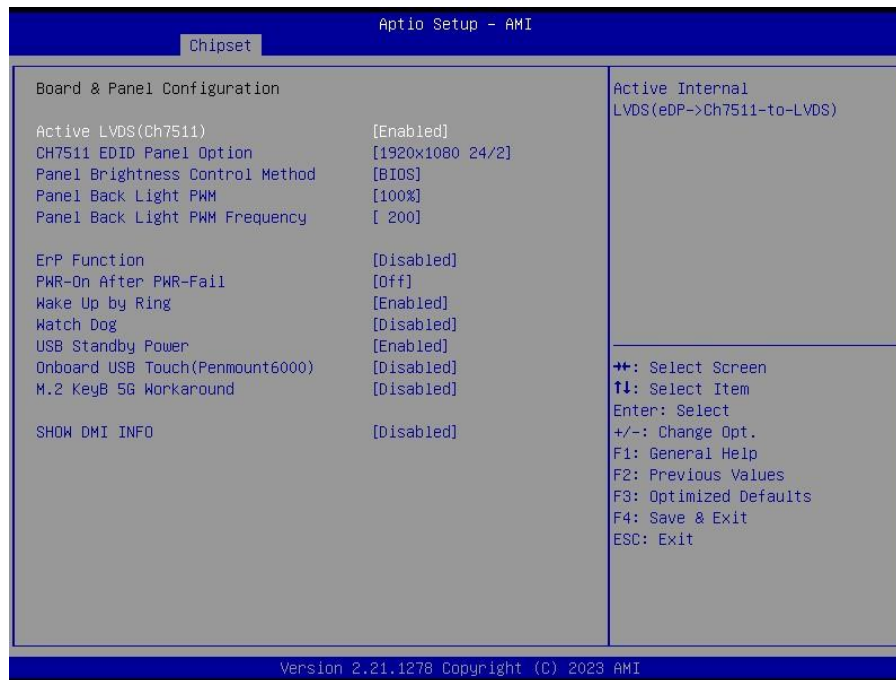 Aptio Setup - AMI
Chipset
Board & Panel Configuration
Active LVDS(Ch7511) [Enabled]
CH7511 EDID Panel Option [1920x1080 24/2]
Panel Brightness Control Method [BIOS]
Panel Back Light PWM [100%]
Panel Back Light PWM Frequency [ 200]
ErP Function [Disabled]
PWR-On After PWR-Fail [Off]
Wake Up by Ring [Enabled]
Watch Dog [Disabled]
USB Standby Power [Enabled]
Onboard USB Touch(Penmount6000) [Disabled]
M.2 KeyB 5G Workaround [Disabled]
SHOW DMI INFO [Disabled]
Active Internal
LVDS(eDP->Ch7511-to-LVDS)
→←: Select Screen
↑↓: Select Item
Enter: Select
+/-: Change Opt.
F1: General Help
F2: Previous Values
F3: Optimized Defaults
F4: Save & Exit
ESC: Exit
Version 2.21.1278 Copyright (C) 2023 AMI